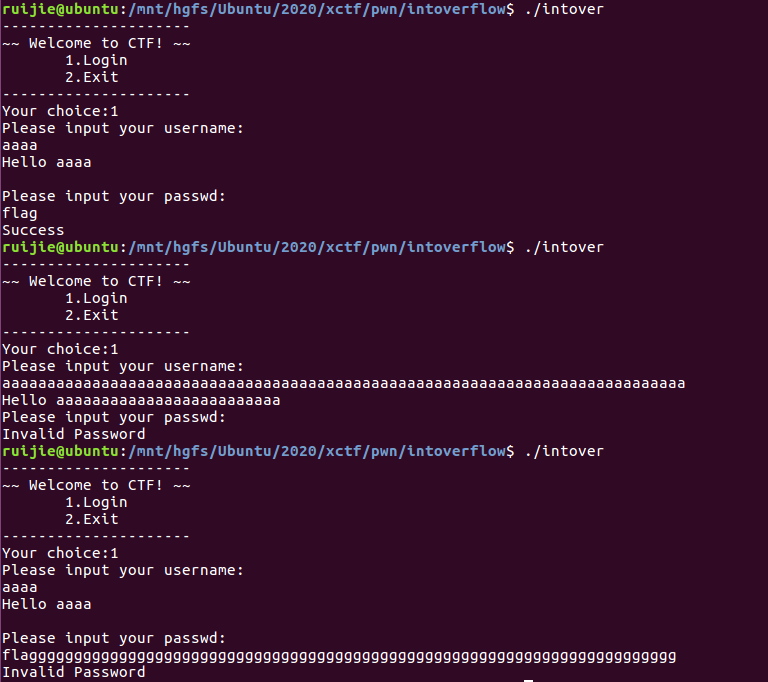 ruijie@ubuntu:/mnt/hgfs/Ubuntu/2020/xctf/pwn/intoverflow$ ./intover
---------------------
~~ Welcome to CTF! ~~
       1.Login
       2.Exit
---------------------
Your choice:1
Please input your username:
aaaa
Hello aaaa
Please input your passwd:
flag
Success
ruijie@ubuntu:/mnt/hgfs/Ubuntu/2020/xctf/pwn/intoverflow$ ./intover
---------------------
~~ Welcome to CTF! ~~
       1.Login
       2.Exit
---------------------
Your choice:1
Please input your username:
aaaaaaaaaaaaaaaaaaaaaaaaaaaaaaaaaaaaaaaaaaaaaaaaaaaaaaaaaaaaaaaaaaaaaaaaaaaa
Hello aaaaaaaaaaaaaaaaaaaaaaaaa
Please input your passwd:
Invalid Password
ruijie@ubuntu:/mnt/hgfs/Ubuntu/2020/xctf/pwn/intoverflow$ ./intover
---------------------
~~ Welcome to CTF! ~~
       1.Login
       2.Exit
---------------------
Your choice:1
Please input your username:
aaaa
Hello aaaa
Please input your passwd:
flagggggggggggggggggggggggggggggggggggggggggggggggggggggggggggggggggggggggg
Invalid Password